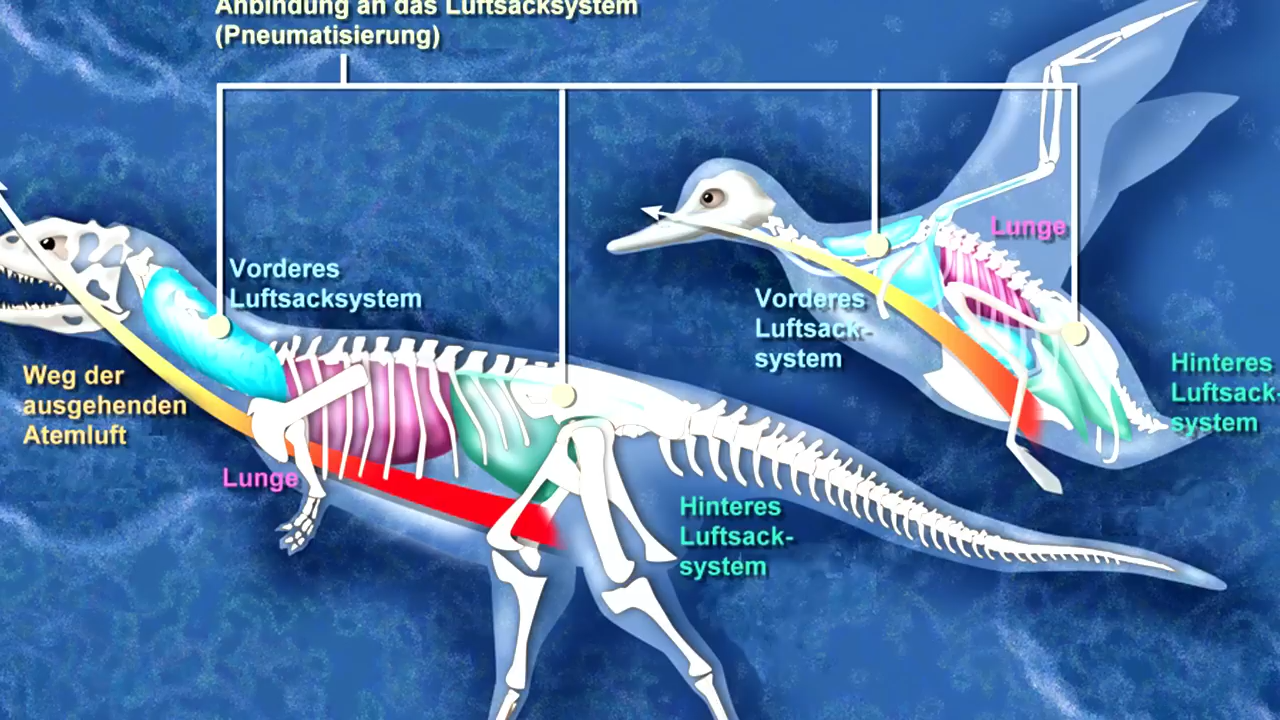 Anbindung an das Luftsacksystem
(Pneumatisierung)
Lunge
Vorderes
Luftsacksystem
Vorderes
Luftsack-
system
Hinteres
Luftsack-
system
Weg der
ausgehenden
Atemluft
Lunge
Hinteres
Luftsack-
system